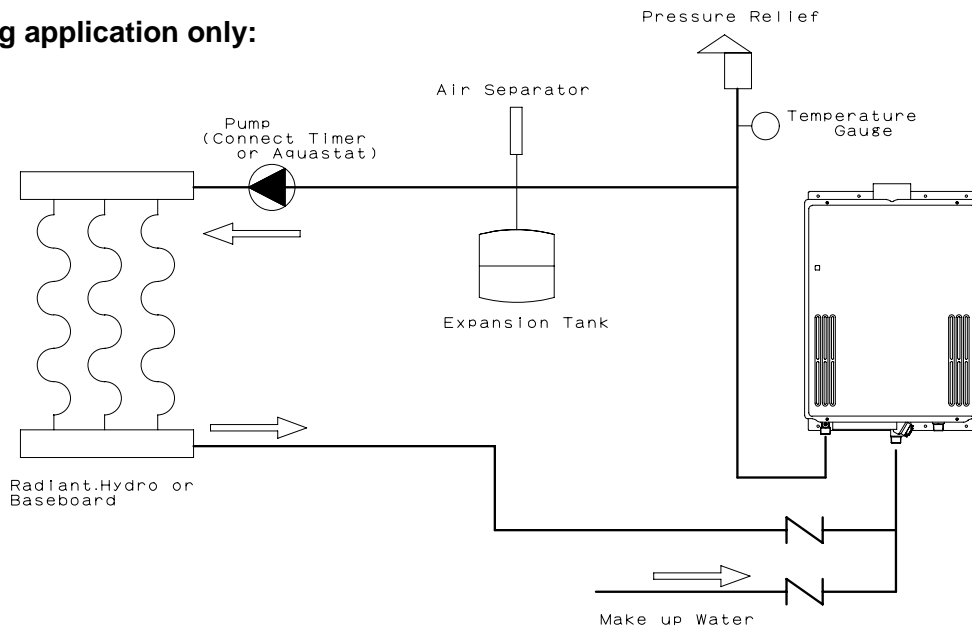 g application only:
Pressure Relief
Air Separator
Temperature
Gauge
Pump
(Connect Timer
or Aquastat)
Expansion Tank
Radiant.Hydro or
Baseboard
Make up Water